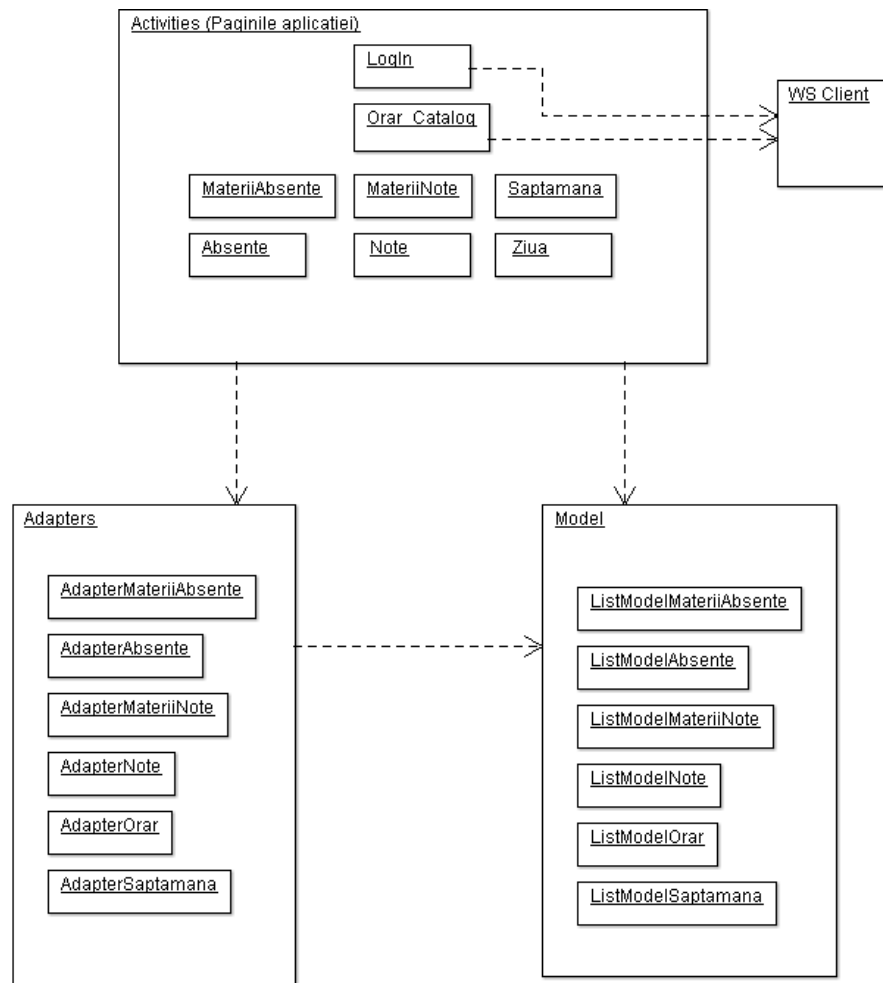 Activities (Paginile aplicatiei)
LogIn
WS Client
Orar_Catalog
MateriiAbsente
MateriiNote
Saptamana
Absente
Note
Ziua
Adapters
AdapterMateriiAbsente
AdapterAbsente
AdapterMateriiNote
AdapterNote
AdapterOrar
AdapterSaptamana
Model
ListModelMateriiAbsente
ListModelAbsente
ListModelMateriiNote
ListModelNote
ListModelOrar
ListModelSaptamana